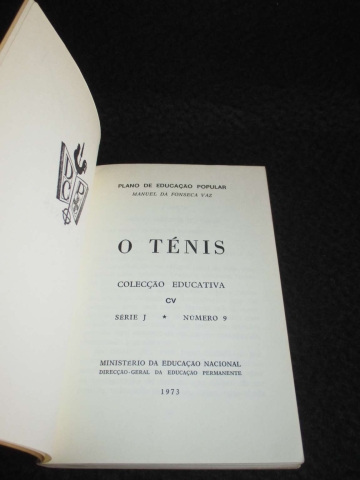 PLANO DE EDUCAÇÃO POPULAR
MANUEL DA FONSECA VAZ
O TÉNIS
COLECÇÃO EDUCATIVA
CV
SÉRIE J * NÚMERO 9
MINISTÉRIO DA EDUCAÇÃO NACIONAL
DIRECÇÃO-GERAL DA EDUCAÇÃO PERMANENTE
1973